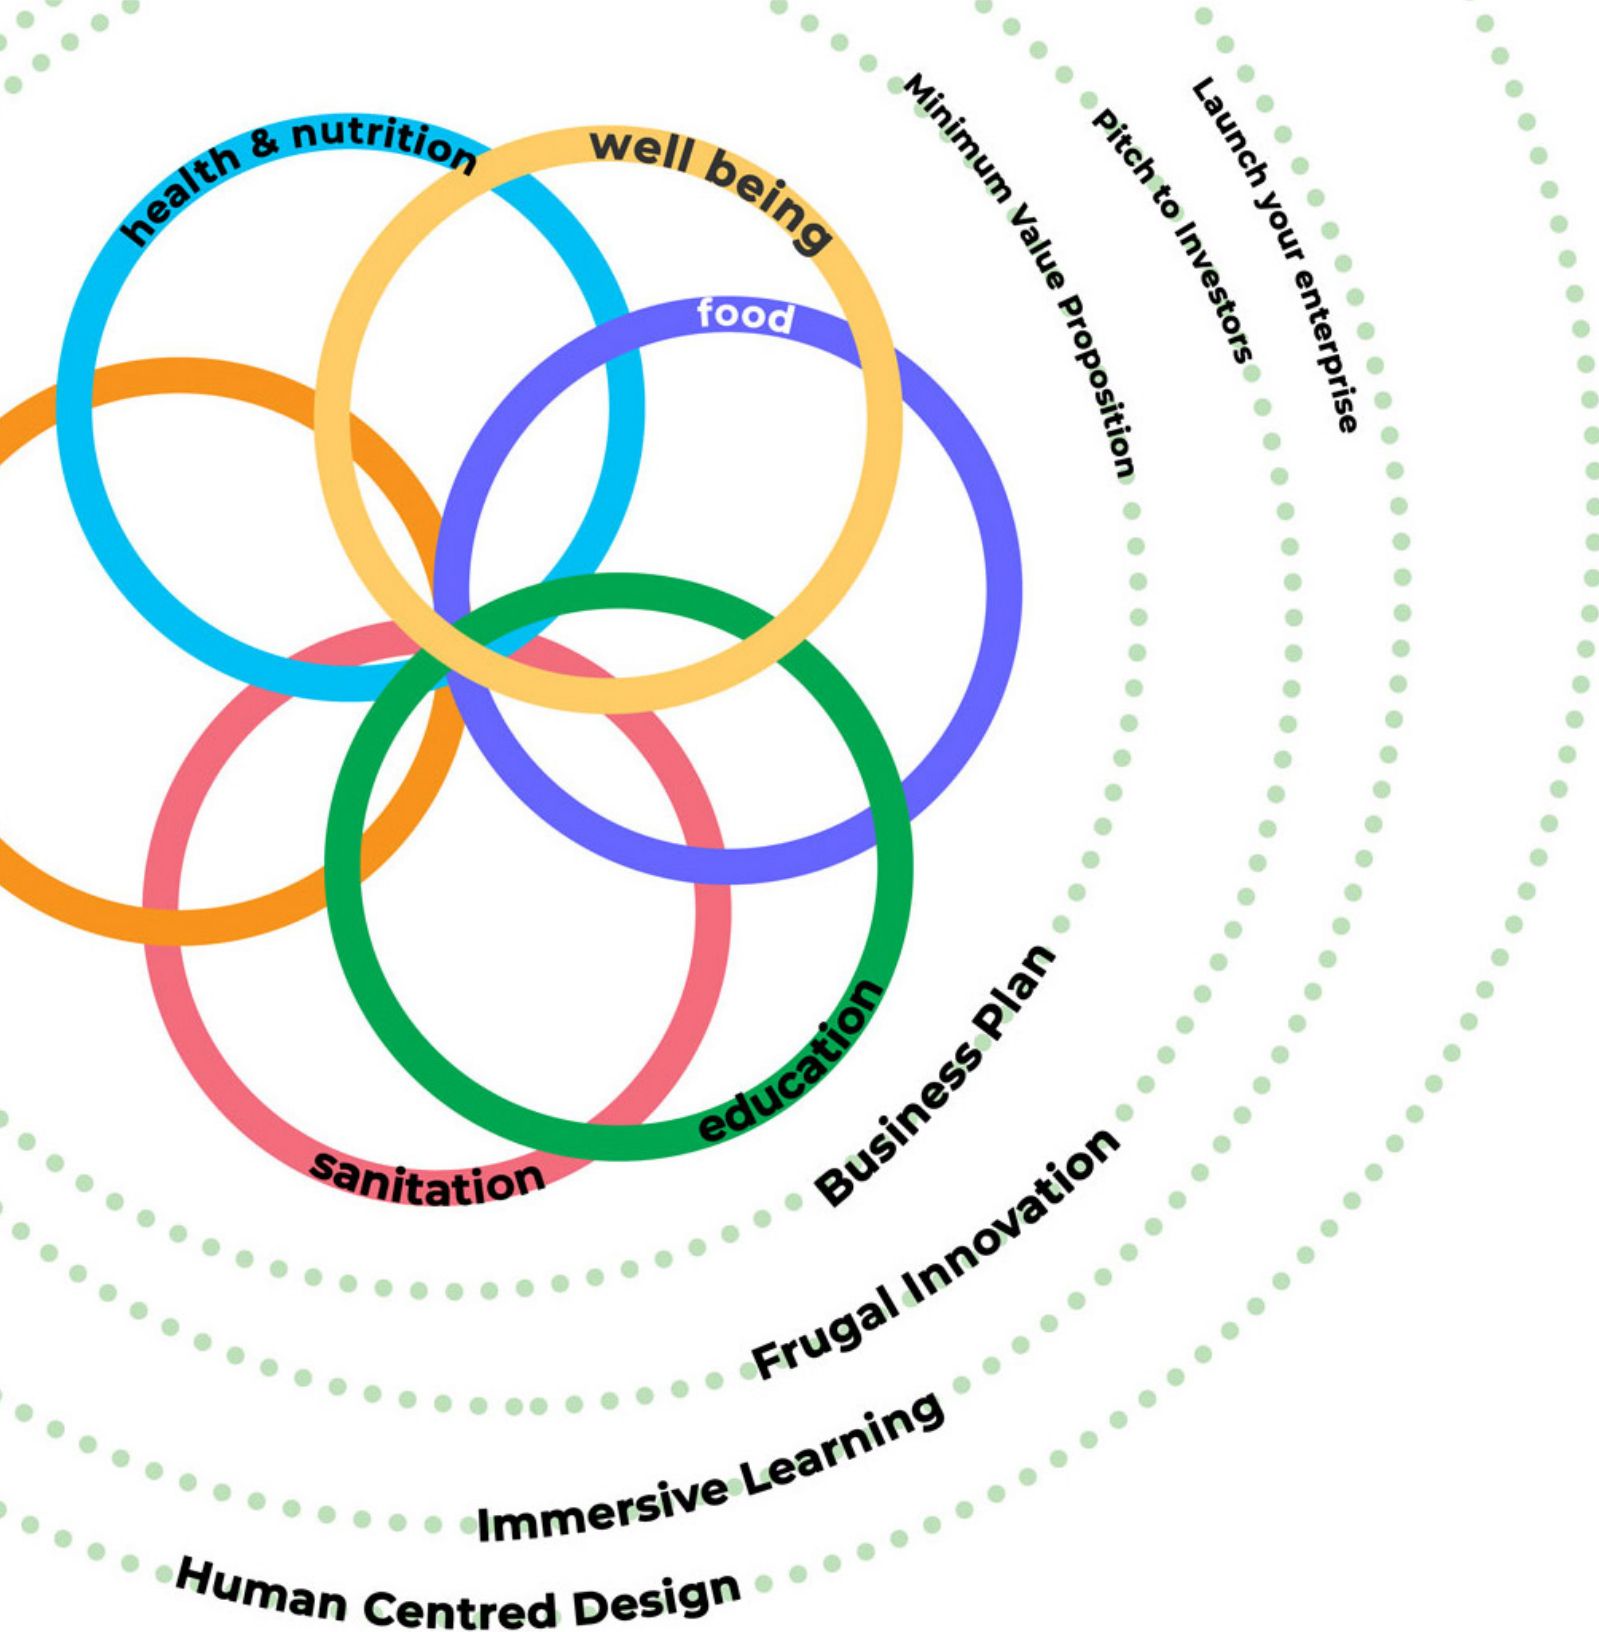 health & nutrition
well being
food
education
sanitation
Minimum Value Proposition
Pitch to Investors
Launch your enterprise
Business Plan
Frugal Innovation
Immersive Learning
Human Centred Design